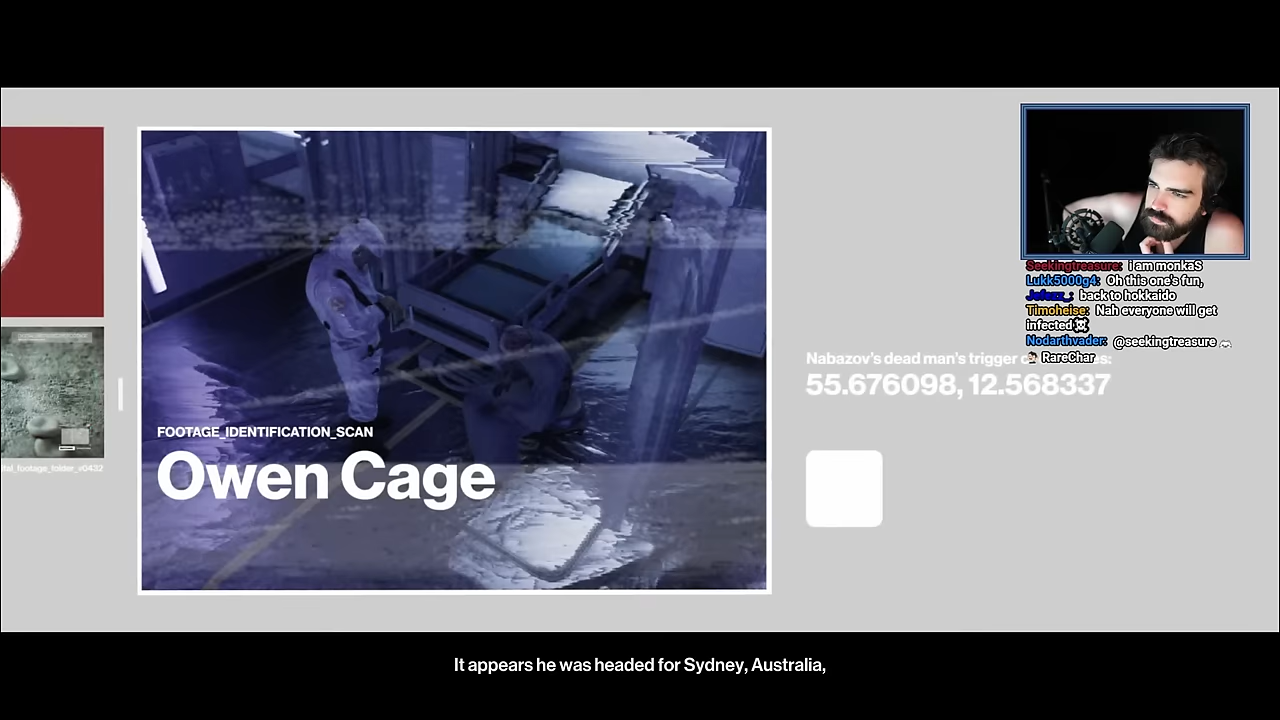 FOOTAGE_IDENTIFICATION_SCAN
Owen Cage
Nabazov's dead man's trigger
55.676098, 12.568337
Seekingtreasure: i am monkaS
Lukk5000g4: Oh this one's fun,
Jofezz_: back to hokkaido
Timoheise: Nah everyone will get
infected
Nodarthvader: @seekingtreasure
RareChar
It appears he was headed for Sydney, Australia,